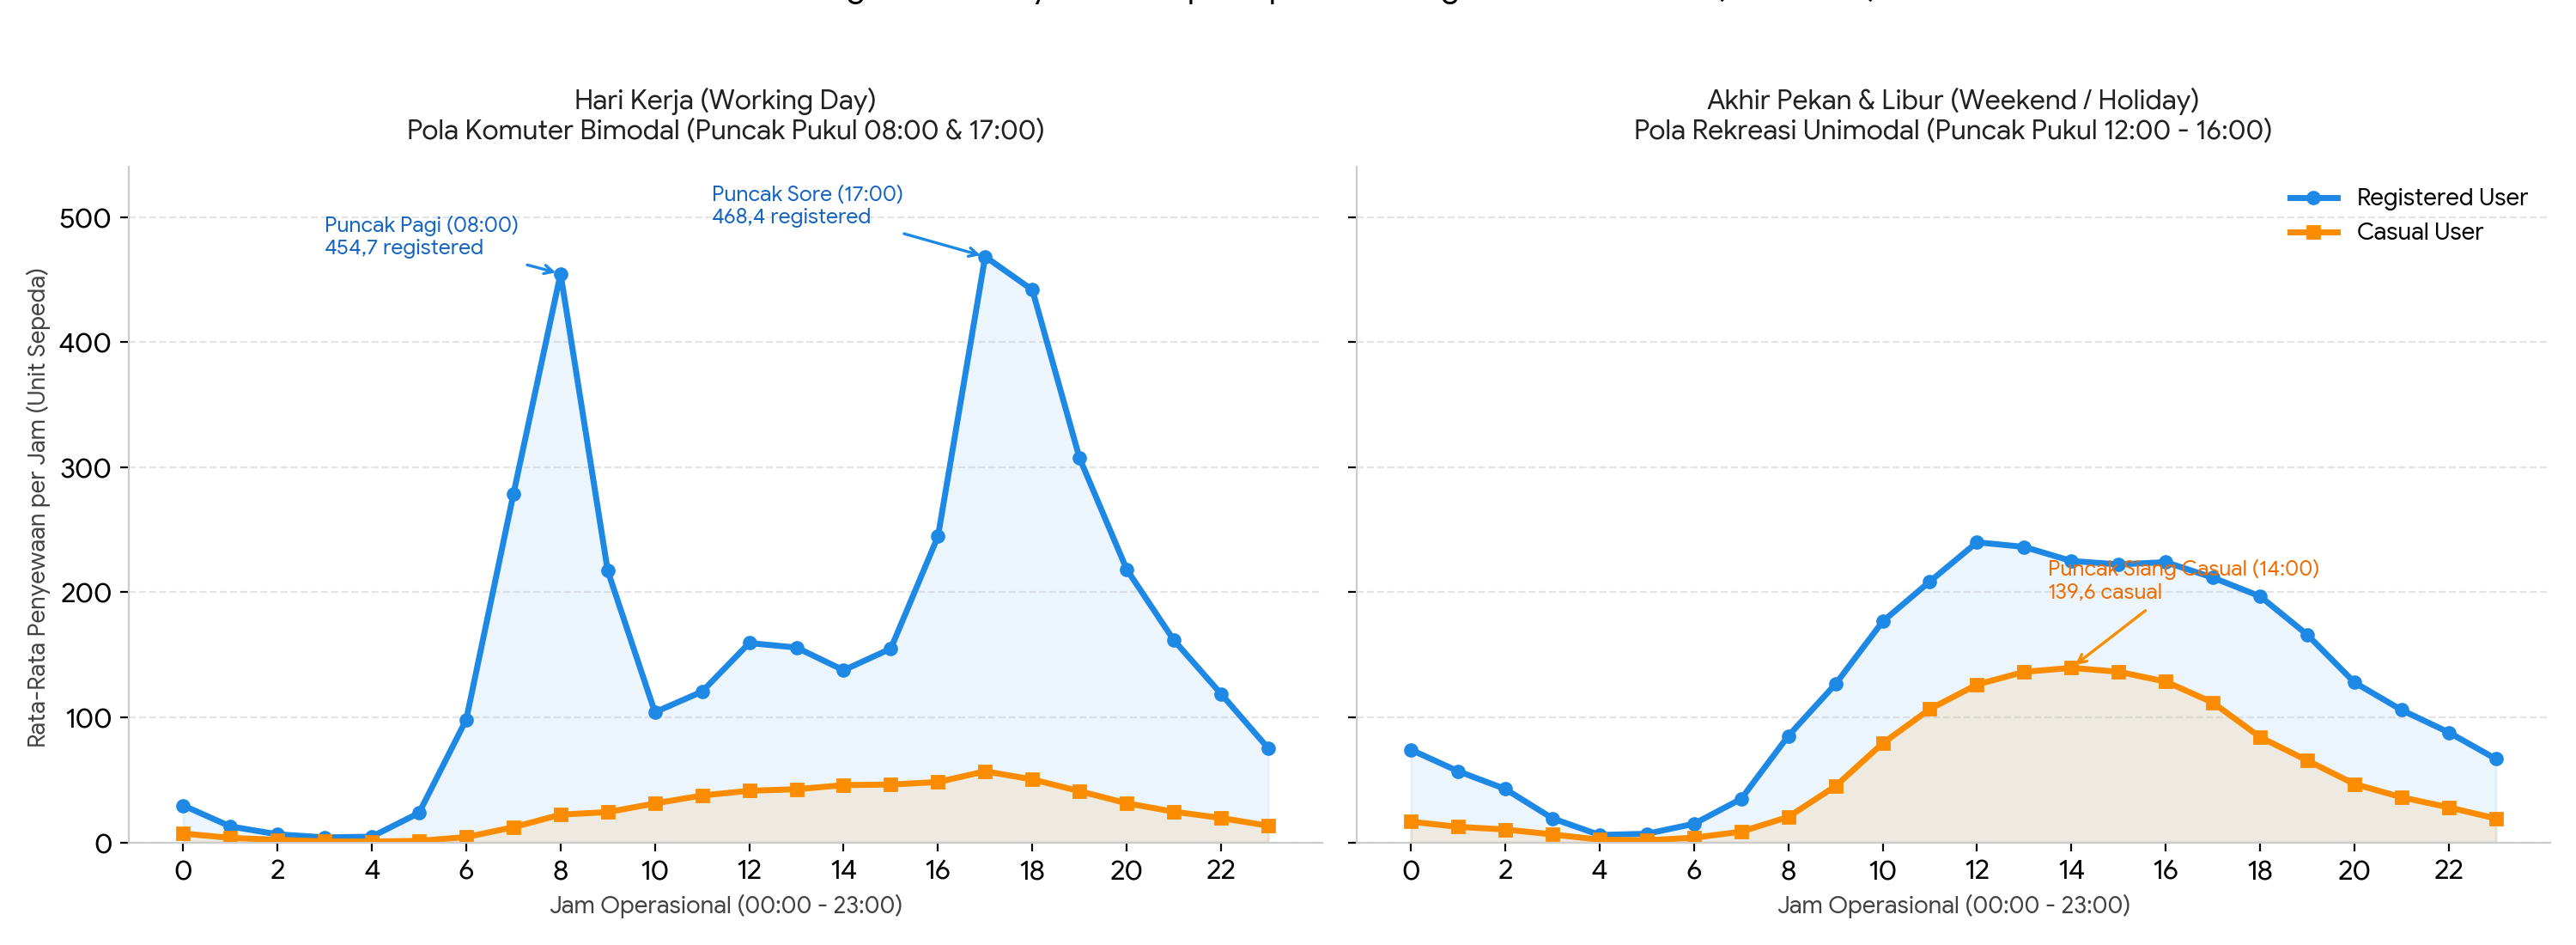 Hari Kerja (Working Day)
Pola Komuter Bimodal (Puncak Pukul 08:00 & 17:00)
Puncak Pagi (08:00)
454,7 registered
Puncak Sore (17:00)
468,4 registered
Rata-Rata Penyewaan per Jam (Unit Sepeda)
500
400
300
200
100
0
0 2 4 6 8 10 12 14 16 18 20 22
Jam Operasional (00:00 - 23:00)
Akhir Pekan & Libur (Weekend / Holiday)
Pola Rekreasi Unimodal (Puncak Pukul 12:00 - 16:00)
Registered User
Casual User
Puncak Siang Casual (14:00)
139,6 casual
0 2 4 6 8 10 12 14 16 18 20 22
Jam Operasional (00:00 - 23:00)